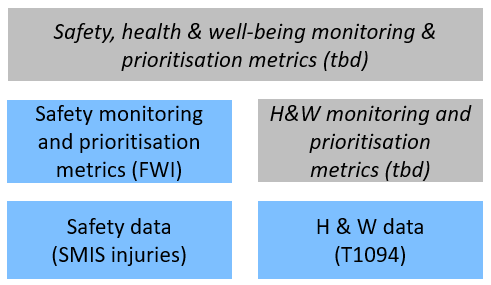 Safety, health & well-being monitoring &
prioritisation metrics (tbd)
Safety monitoring
and prioritisation
metrics (FWI)
H&W monitoring and
prioritisation
metrics (tbd)
Safety data
(SMIS injuries)
H & W data
(T1094)